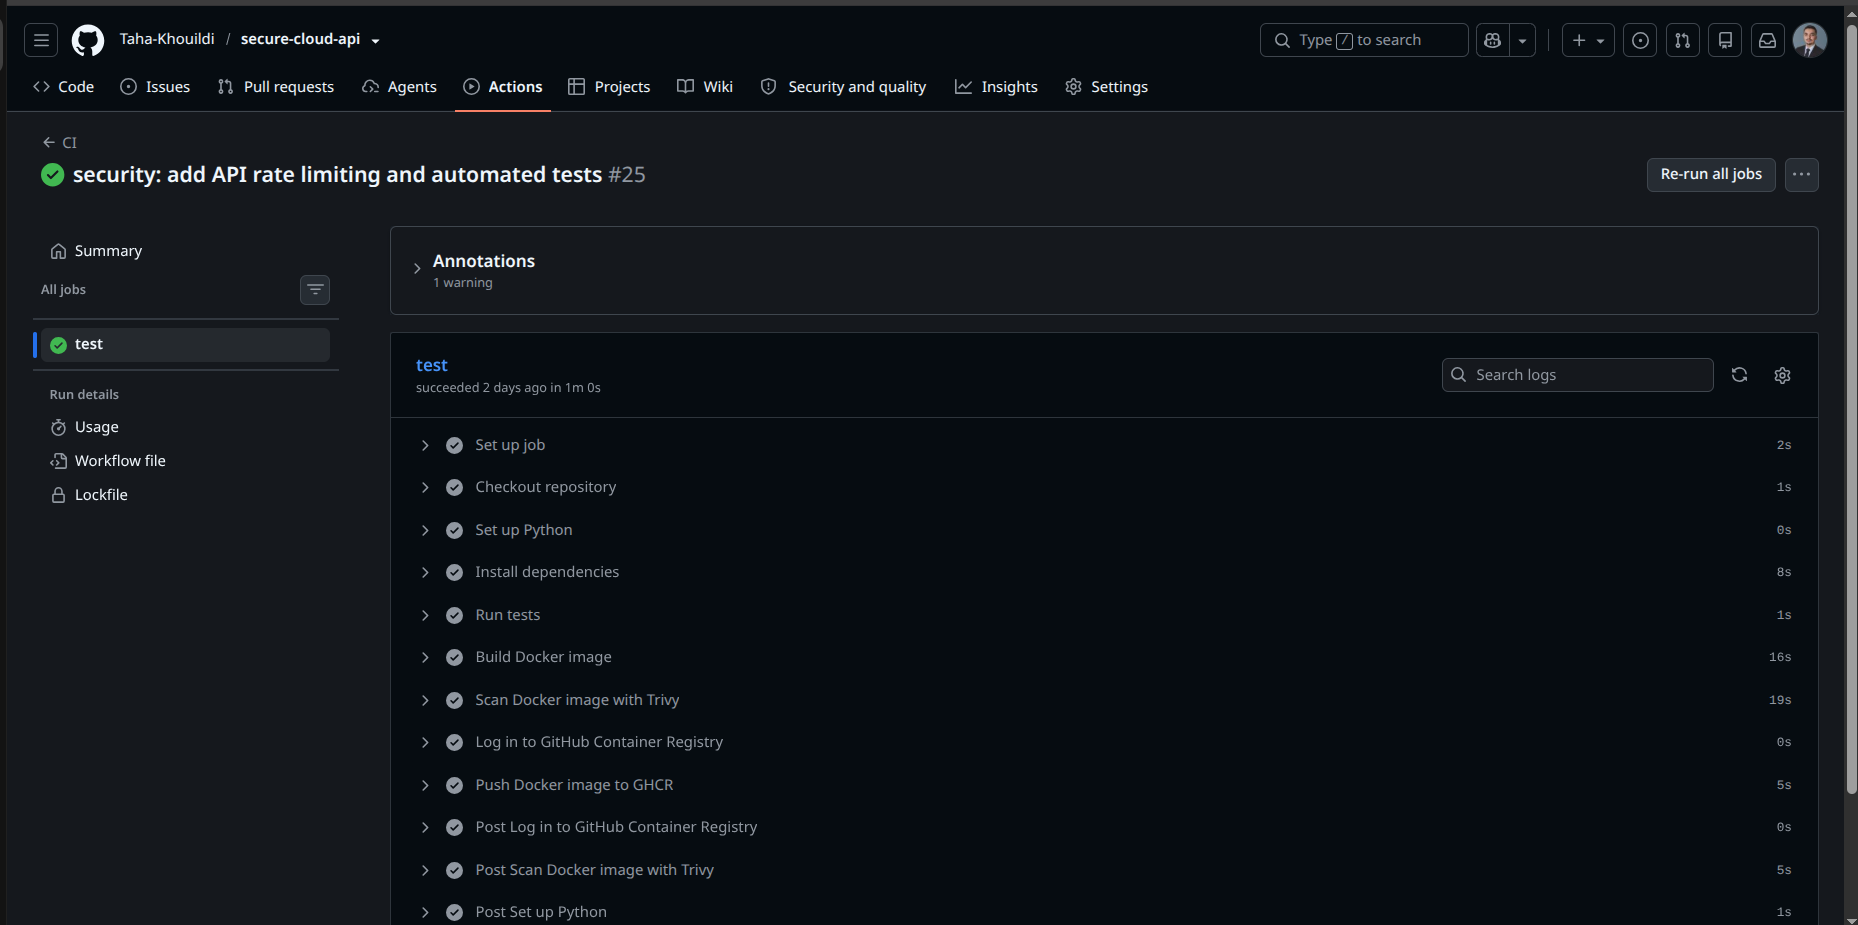 Taha-Khouildi / secure-cloud-api
Type / to search
Code Issues Pull requests Agents Actions Projects Wiki Security and quality Insights Settings
CI
security: add API rate limiting and automated tests #25
Re-run all jobs
Summary
All jobs
test
Run details
Usage
Workflow file
Lockfile
Annotations
1 warning
test
succeeded 2 days ago in 1m 0s
Search logs
Set up job 2s
Checkout repository 1s
Set up Python 0s
Install dependencies 8s
Run tests 1s
Build Docker image 16s
Scan Docker image with Trivy 19s
Log in to GitHub Container Registry 0s
Push Docker image to GHCR 5s
Post Log in to GitHub Container Registry 0s
Post Scan Docker image with Trivy 5s
Post Set up Python 1s